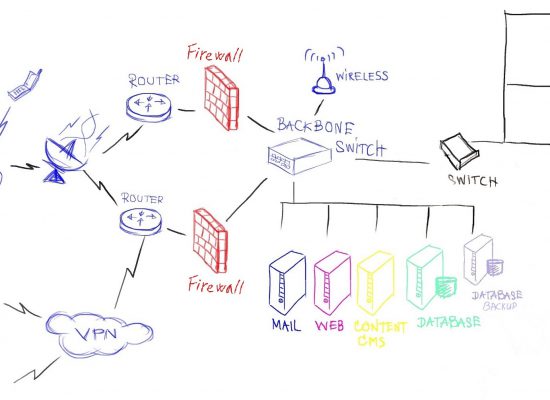 Firewall
ROUTER
WIRELESS
BACKBONE
SWITCH
SWITCH
ROUTER
Firewall
VPN
MAIL
WEB
CONTENT
CMS
DATABASE
DATABASE
BACKUP